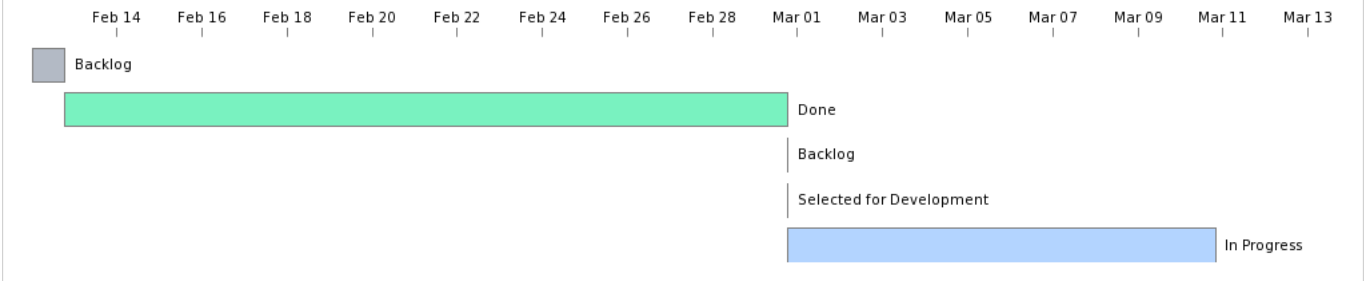 Feb 14 Feb 16 Feb 18 Feb 20 Feb 22 Feb 24 Feb 26 Feb 28 Mar 01 Mar 03 Mar 05 Mar 07 Mar 09 Mar 11 Mar 13
Backlog
Done
Backlog
Selected for Development
In Progress